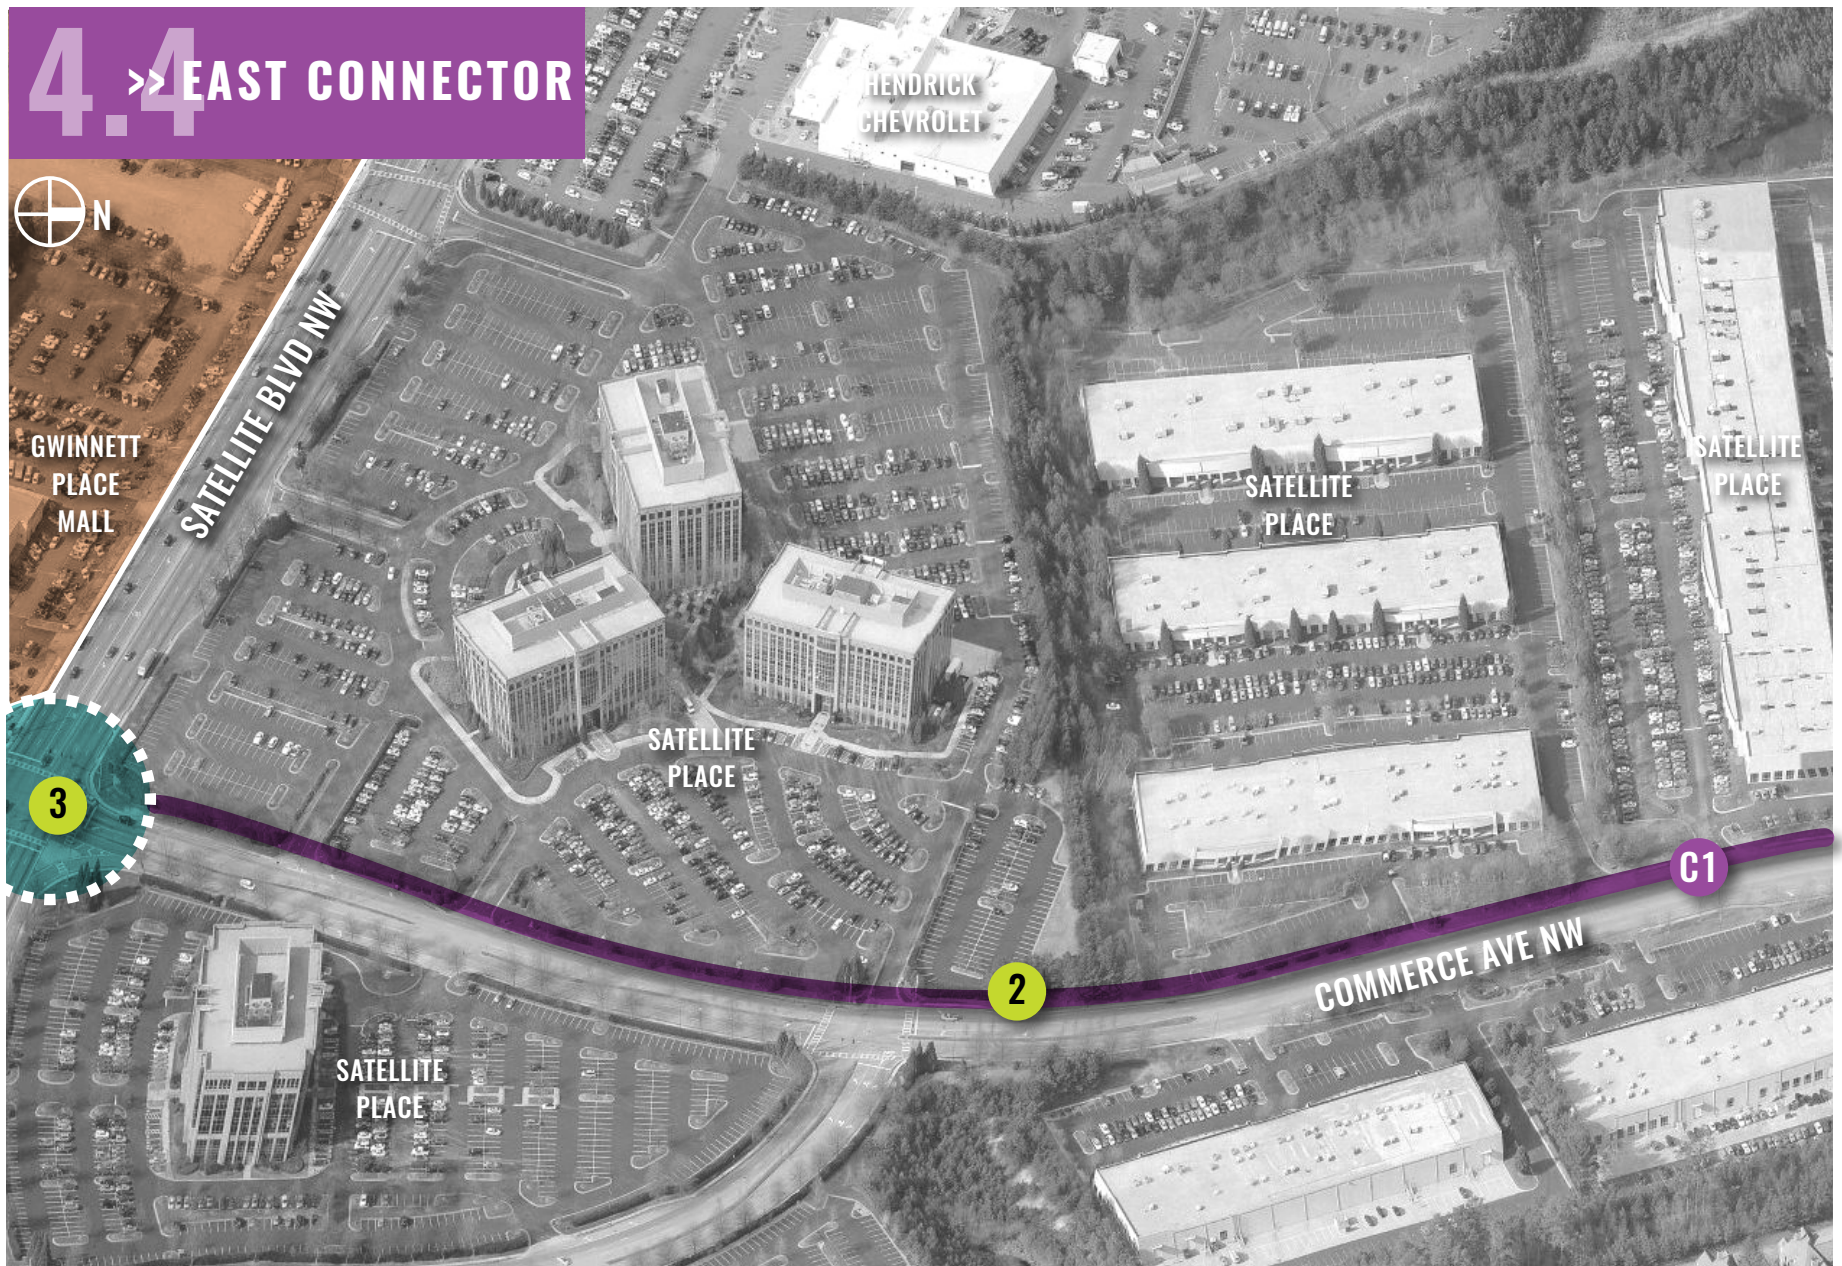 4.4 >> EAST CONNECTOR
N
HENDRICK
CHEVROLET
SATELLITE BLVD NW
GWINNETT
PLACE
MALL
SATELLITE
PLACE
SATELLITE
PLACE
SATELLITE
PLACE
3
C1
2
COMMERCE AVE NW
SATELLITE
PLACE